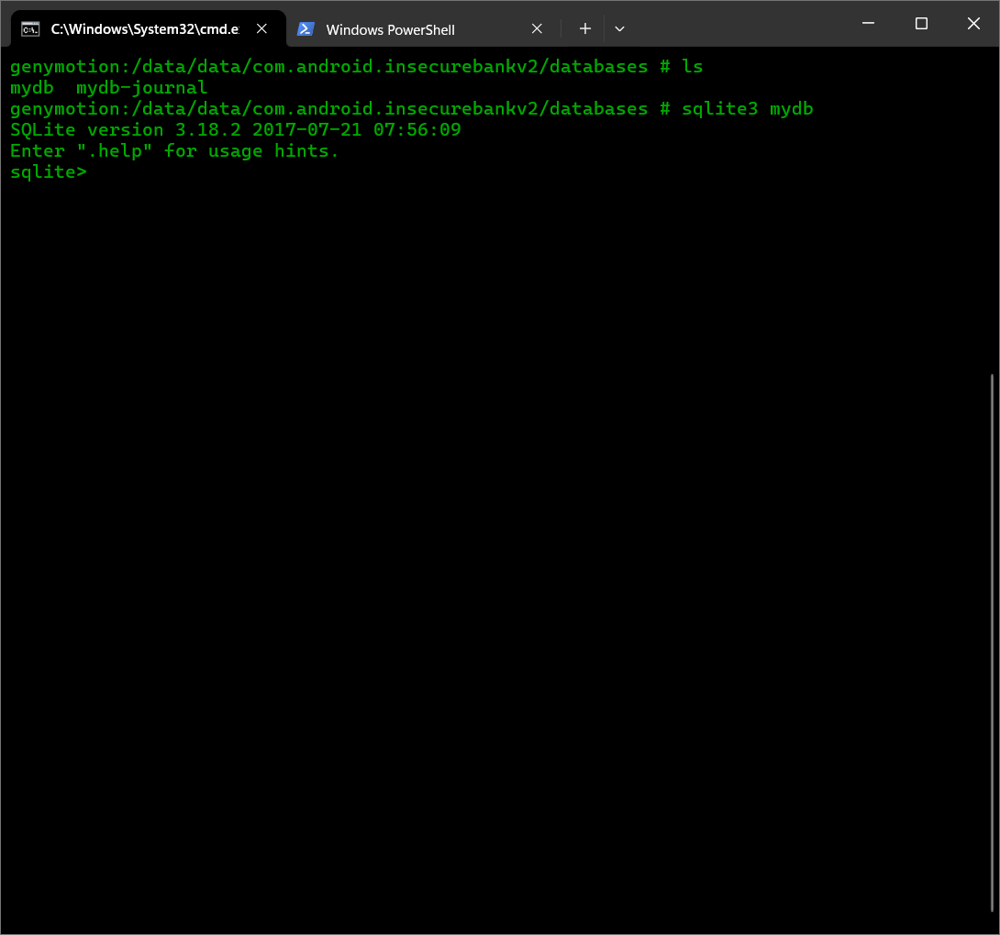 C:\Windows\System32\cmd.e
Windows PowerShell
genymotion:/data/data/com.android.insecurebankv2/databases # ls
mydb  mydb-journal
genymotion:/data/data/com.android.insecurebankv2/databases # sqlite3 mydb
SQLite version 3.18.2 2017-07-21 07:56:09
Enter ".help" for usage hints.
sqlite>